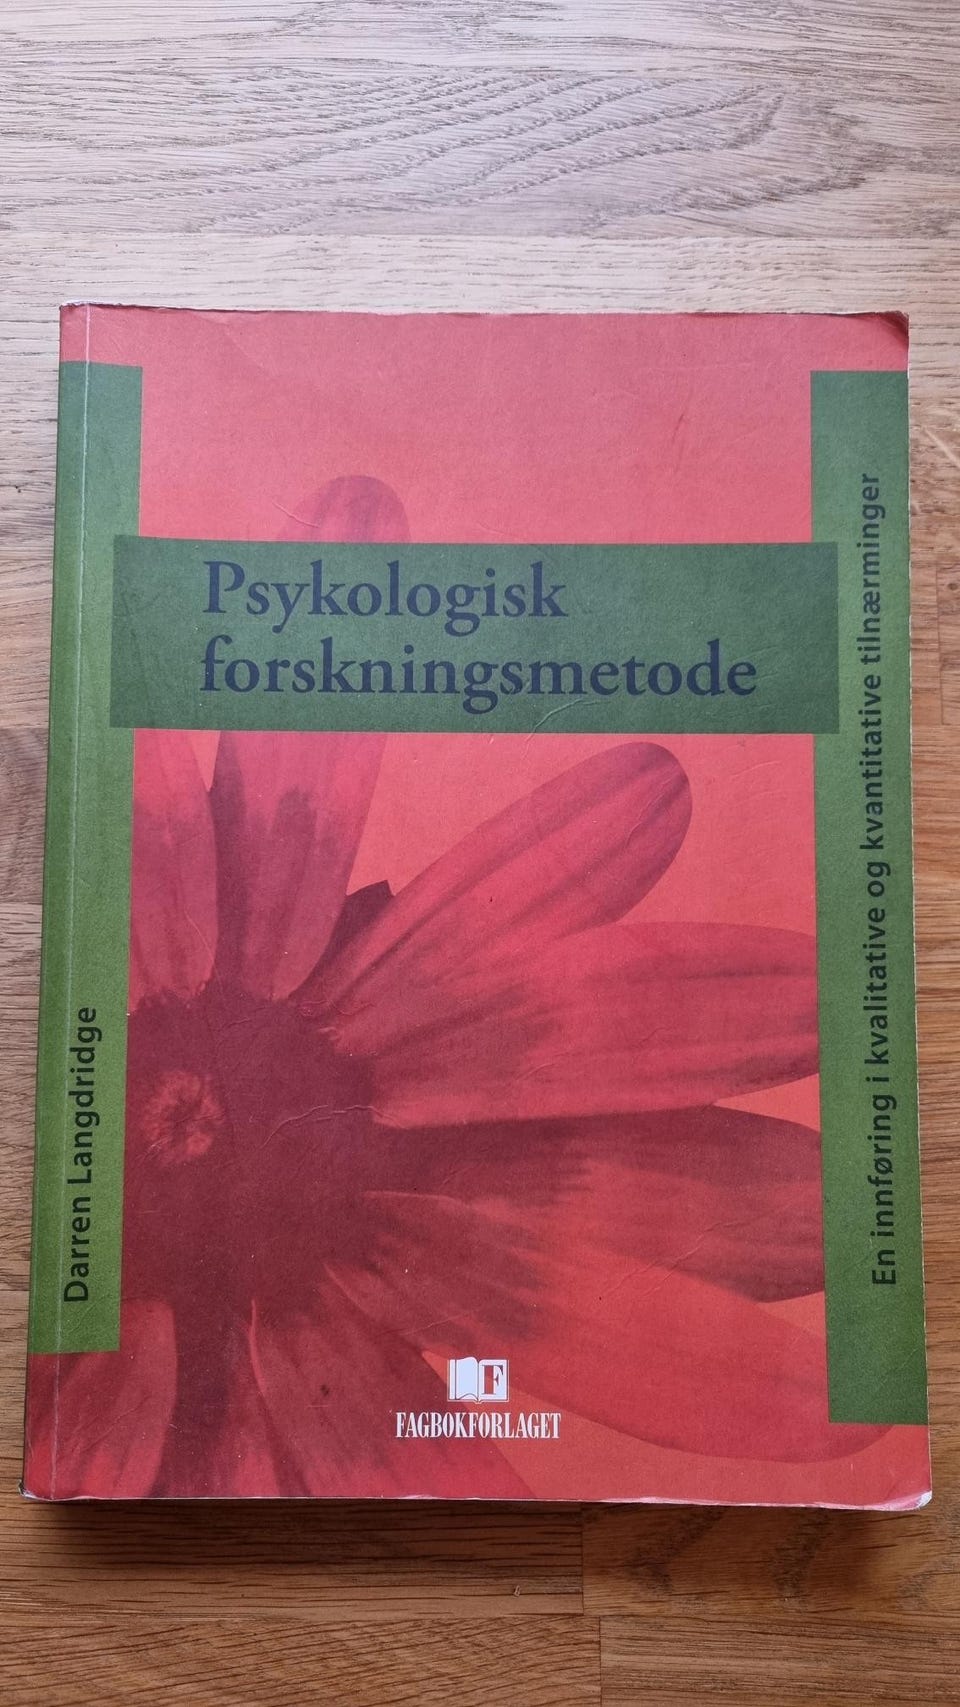 Psykologisk
forskningsmetode
Darren Langdridge
En innføring i kvalitative og kvantitative tilnærminger
F
FAGBOKFORLAGET